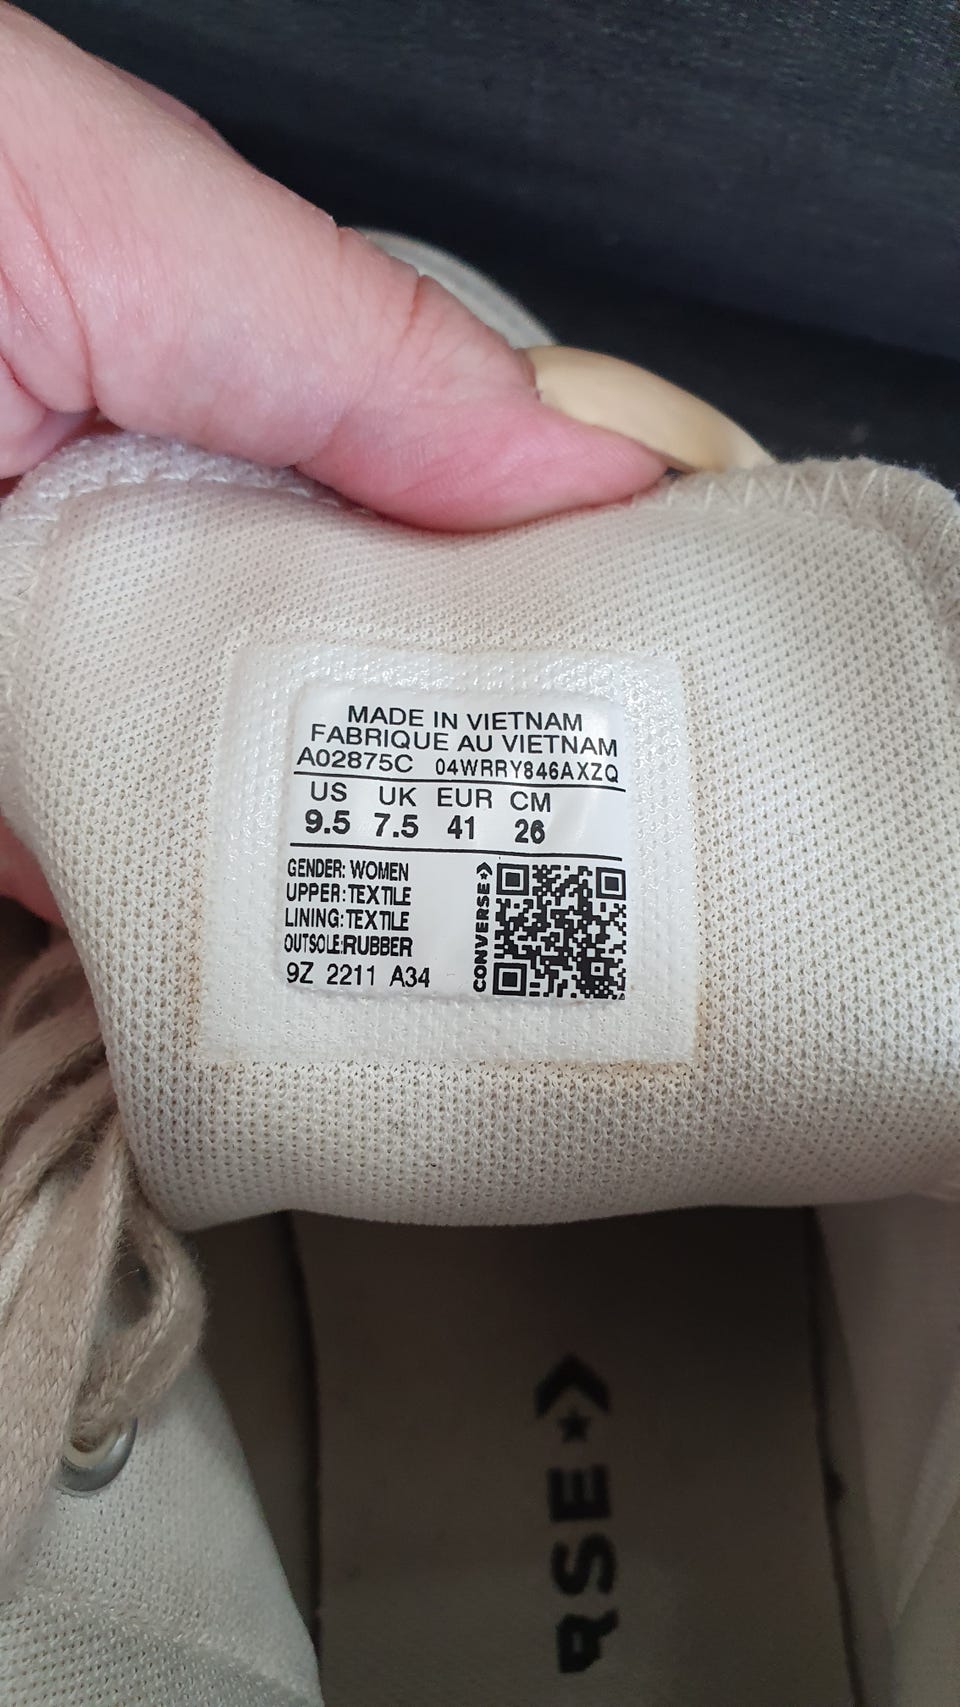 MADE IN VIETNAM
FABRIQUE AU VIETNAM
A02875C 04WRRY846AXZQ
US UK EUR CM
9.5 7.5 41 26
GENDER: WOMEN
UPPER: TEXTILE
LINING: TEXTILE
OUTSOLE:RUBBER
9Z 2211 A34
CONVERSE
RSE